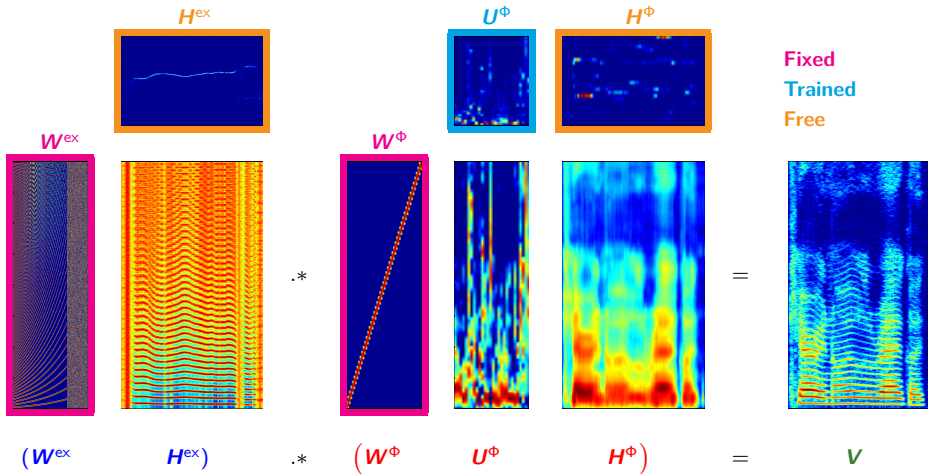 H^ex U^Φ H^Φ
Fixed
Trained
Free
W^ex W^Φ
.* =
(W^ex H^ex) .* (W^Φ U^Φ H^Φ) = V